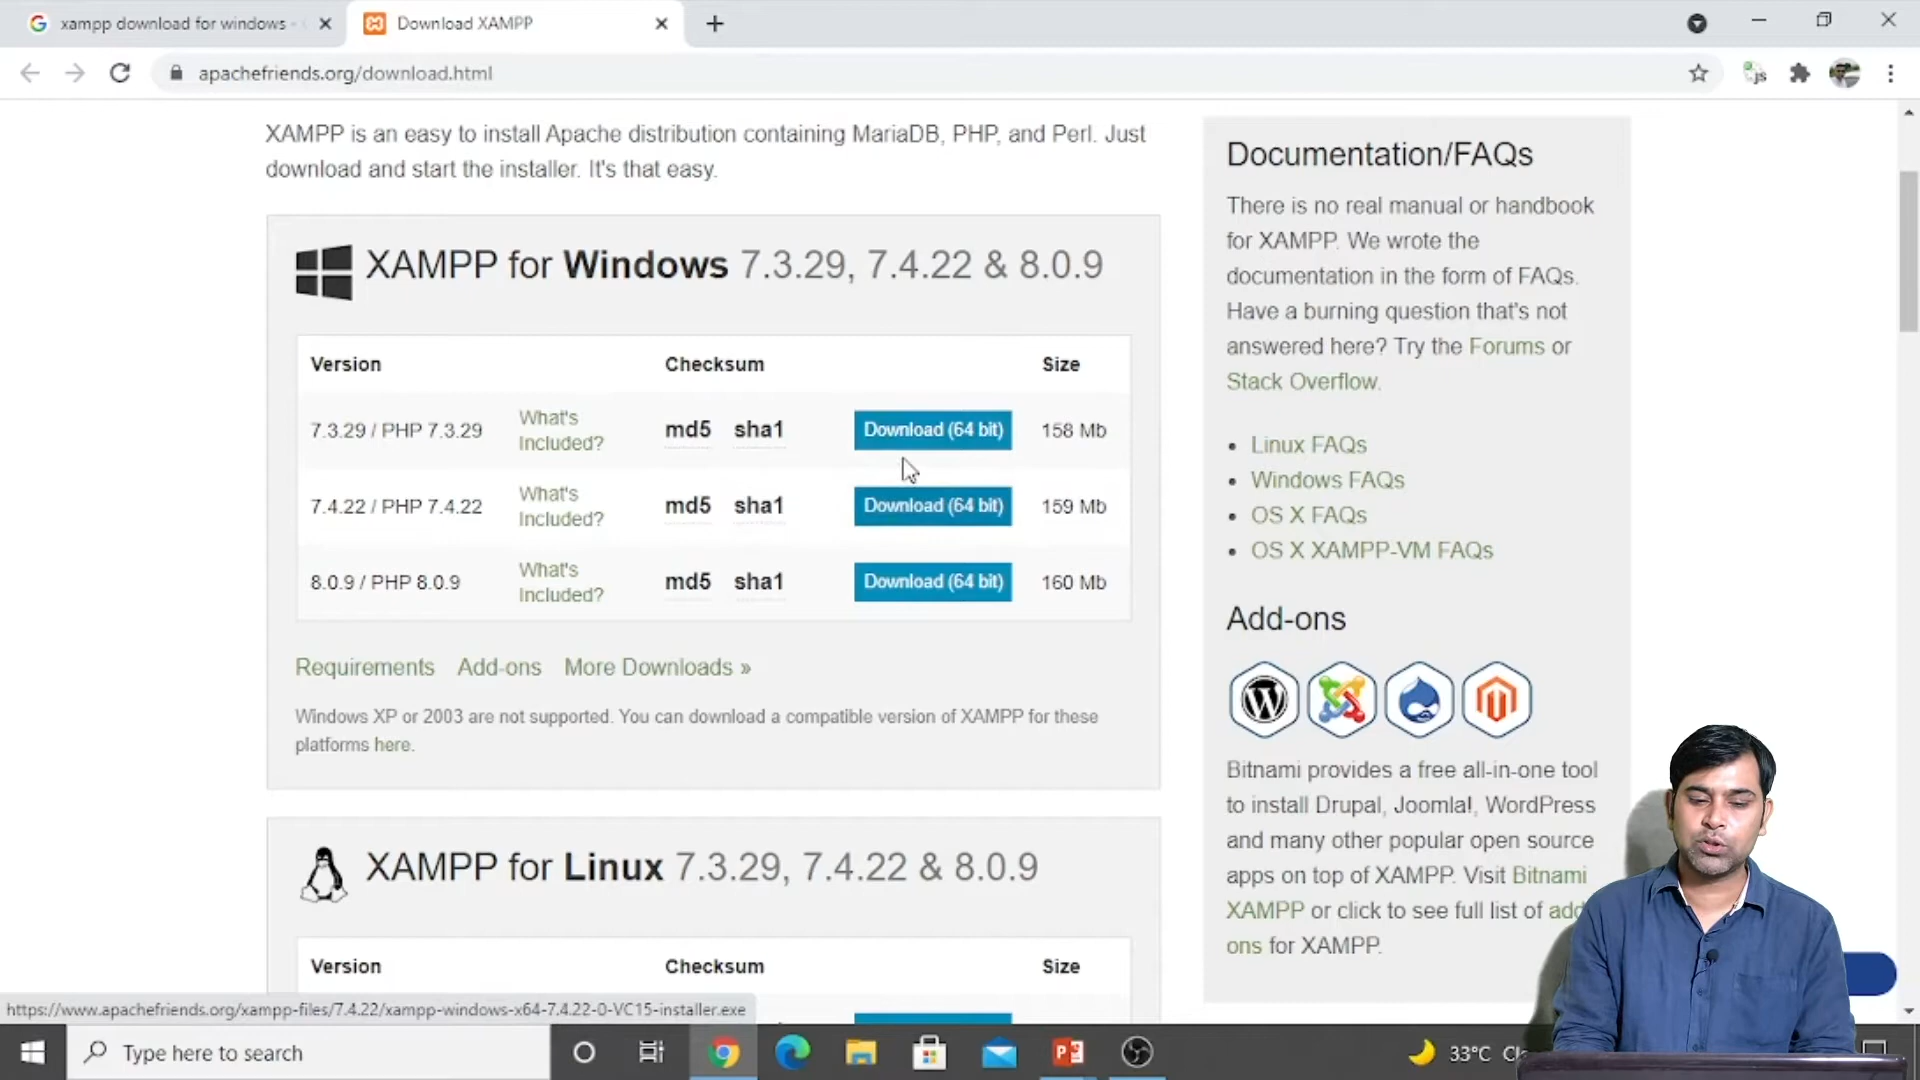 xampp download for windows -
Download XAMPP
apachefriends.org/download.html
XAMPP is an easy to install Apache distribution containing MariaDB, PHP, and Perl. Just
download and start the installer. It's that easy.
XAMPP for Windows 7.3.29, 7.4.22 & 8.0.9
Version Checksum Size
7.3.29 / PHP 7.3.29 What's Included? md5 sha1 Download (64 bit) 158 Mb
7.4.22 / PHP 7.4.22 What's Included? md5 sha1 Download (64 bit) 159 Mb
8.0.9 / PHP 8.0.9 What's Included? md5 sha1 Download (64 bit) 160 Mb
Requirements Add-ons More Downloads »
Windows XP or 2003 are not supported. You can download a compatible version of XAMPP for these
platforms here.
XAMPP for Linux 7.3.29, 7.4.22 & 8.0.9
Version Checksum Size
Documentation/FAQs
There is no real manual or handbook
for XAMPP. We wrote the
documentation in the form of FAQs.
Have a burning question that's not
answered here? Try the Forums or
Stack Overflow.
• Linux FAQs
• Windows FAQs
• OS X FAQs
• OS X XAMPP-VM FAQs
Add-ons
Bitnami provides a free all-in-one tool
to install Drupal, Joomla!, WordPress
and many other popular open source
apps on top of XAMPP. Visit Bitnami
XAMPP or click to see full list of add
ons for XAMPP.
https://www.apachefriends.org/xampp-files/7.4.22/xampp-windows-x64-7.4.22-0-VC15-installer.exe
Type here to search
33°C